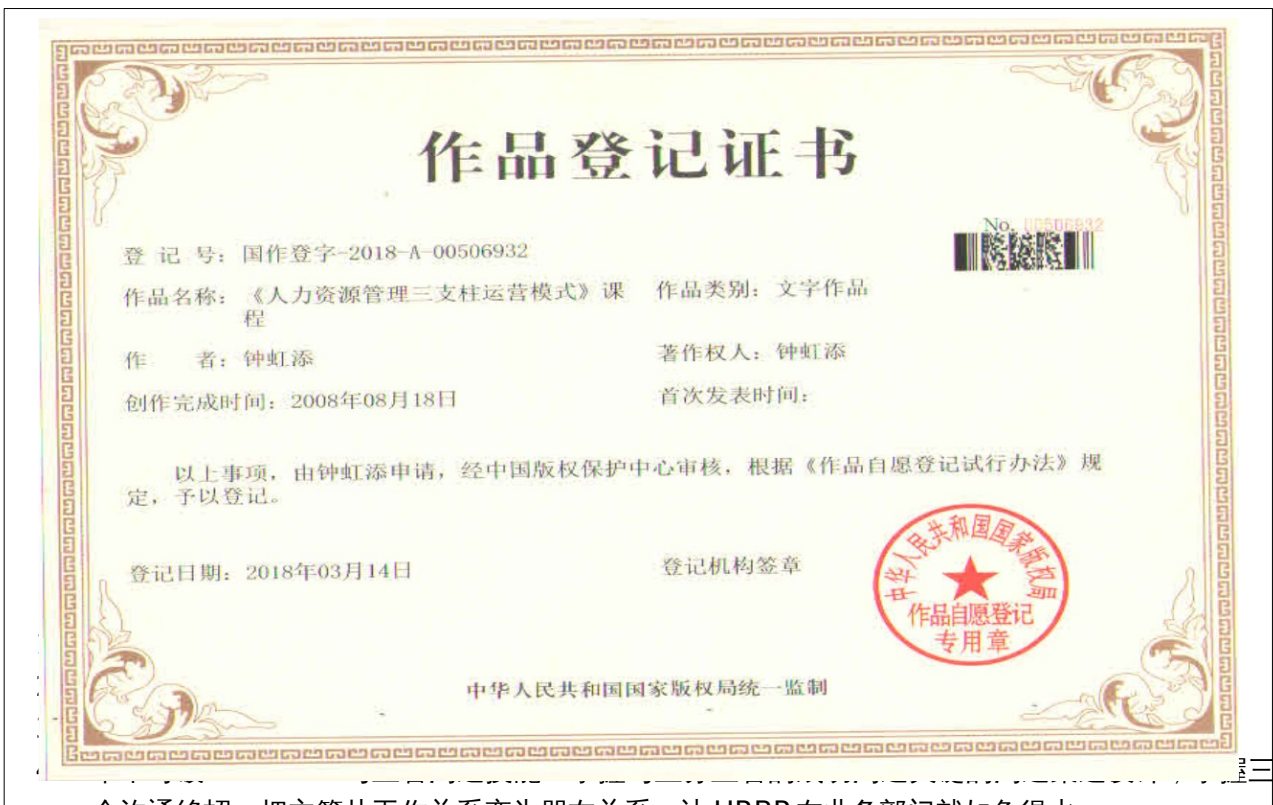 作品登记证书
No. 00506932
登 记 号：国作登字-2018-A-00506932
作品名称：《人力资源管理三支柱运营模式》课程
作品类别：文字作品
作 者：钟虹添
著作权人：钟虹添
创作完成时间：2008年08月18日
首次发表时间：
以上事项，由钟虹添申请，经中国版权保护中心审核，根据《作品自愿登记试行办法》规
定，予以登记。
登记日期：2018年03月14日
登记机构签章
中华人民共和国国家版权局
作品自愿登记
专用章
中华人民共和国国家版权局统一监制
握三